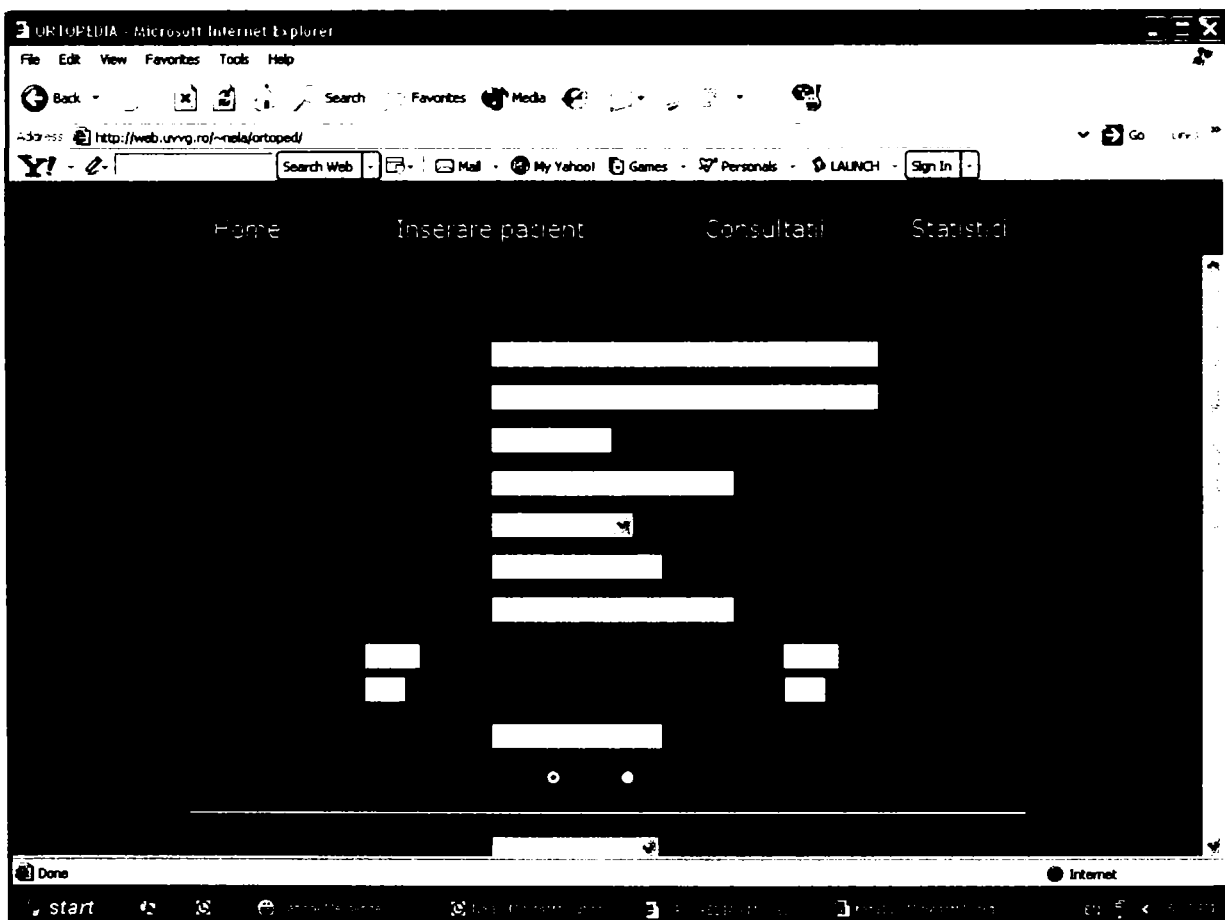 ORTOPEDIA - Microsoft Internet Explorer
File Edit View Favorites Tools Help
Back Search Favorites Media
Address http://web.uvvg.ro/~nela/ortoped/ Go
Y! Search Web Mail My Yahoo! Games Personals LAUNCH Sign In
Home Inserare pacient Consultatii Statistici
Done Internet
start